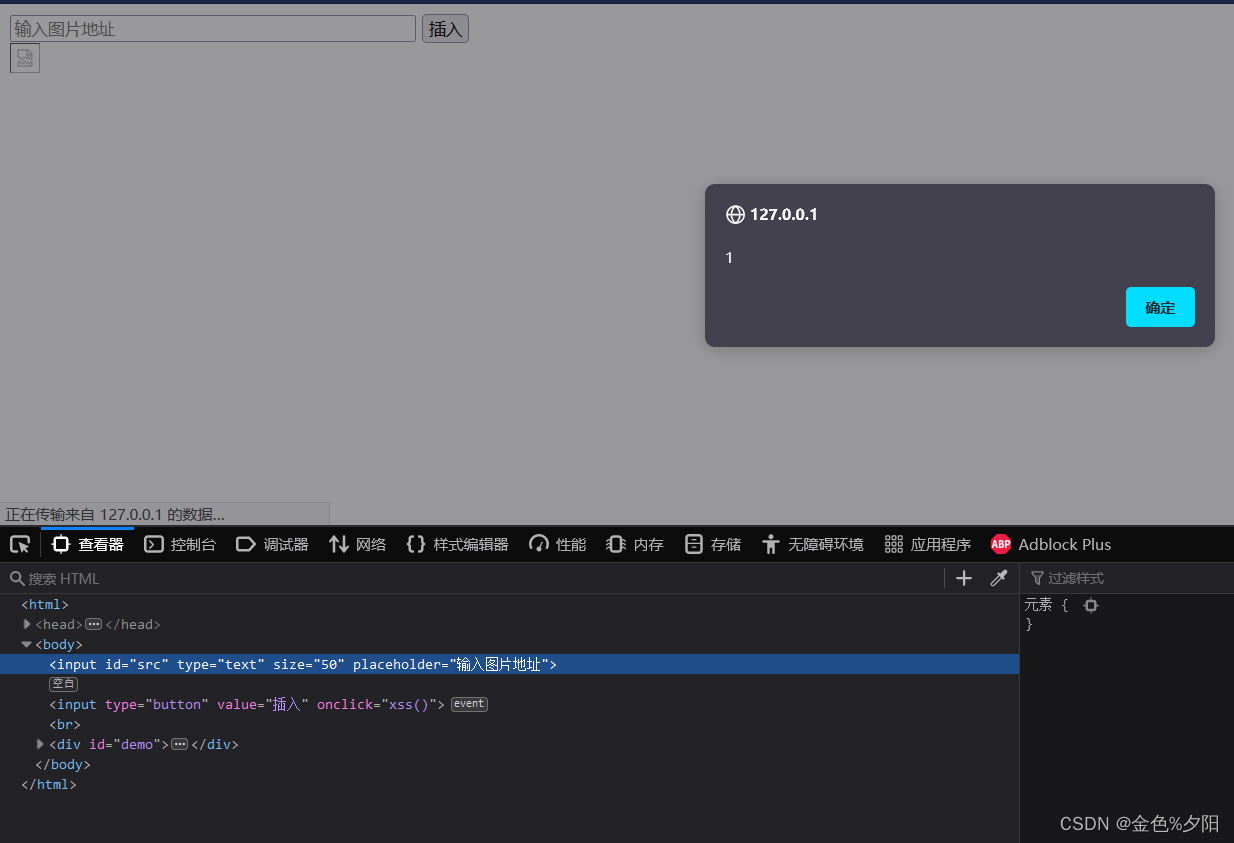 输入图片地址 插入
127.0.0.1
1
确定
正在传输来自 127.0.0.1 的数据...
查看器 控制台 调试器 网络 样式编辑器 性能 内存 存储 无障碍环境 应用程序 ABP Adblock Plus
搜索 HTML 过滤样式
<html>
<head> ••• </head>
<body>
<input id="src" type="text" size="50" placeholder="输入图片地址">
空白
<input type="button" value="插入" onclick="xss()"> event
<br>
<div id="demo"> ••• </div>
</body>
</html>
元素 {
}
CSDN @金色%夕阳